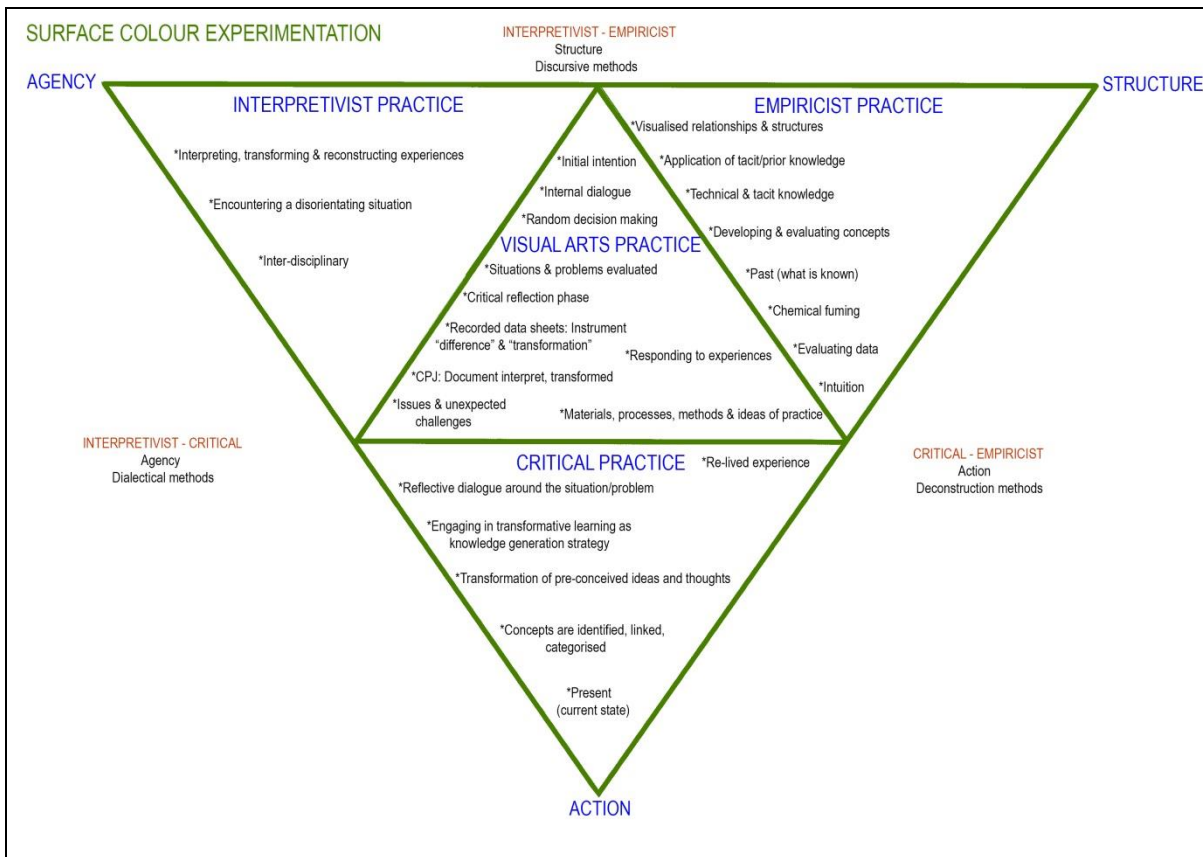 SURFACE COLOUR EXPERIMENTATION
INTERPRETIVIST - EMPIRICIST
Structure
Discursive methods
AGENCY
STRUCTURE
INTERPRETIVIST PRACTICE
*Interpreting, transforming & reconstructing experiences
*Encountering a disorientating situation
*Inter-disciplinary
EMPIRICIST PRACTICE
*Visualised relationships & structures
*Application of tacit/prior knowledge
*Technical & tacit knowledge
*Developing & evaluating concepts
*Past (what is known)
*Chemical fuming
*Evaluating data
*Intuition
*Initial intention
*Internal dialogue
*Random decision making
VISUAL ARTS PRACTICE
*Situations & problems evaluated
*Critical reflection phase
*Recorded data sheets: Instrument
“difference” & “transformation”
*Responding to experiences
*CPJ: Document interpret, transformed
*Issues & unexpected
challenges
*Materials, processes, methods & ideas of practice
INTERPRETIVIST - CRITICAL
Agency
Dialectical methods
CRITICAL - EMPIRICIST
Action
Deconstruction methods
CRITICAL PRACTICE
*Re-lived experience
*Reflective dialogue around the situation/problem
*Engaging in transformative learning as
knowledge generation strategy
*Transformation of pre-conceived ideas and thoughts
*Concepts are identified, linked,
categorised
*Present
(current state)
ACTION